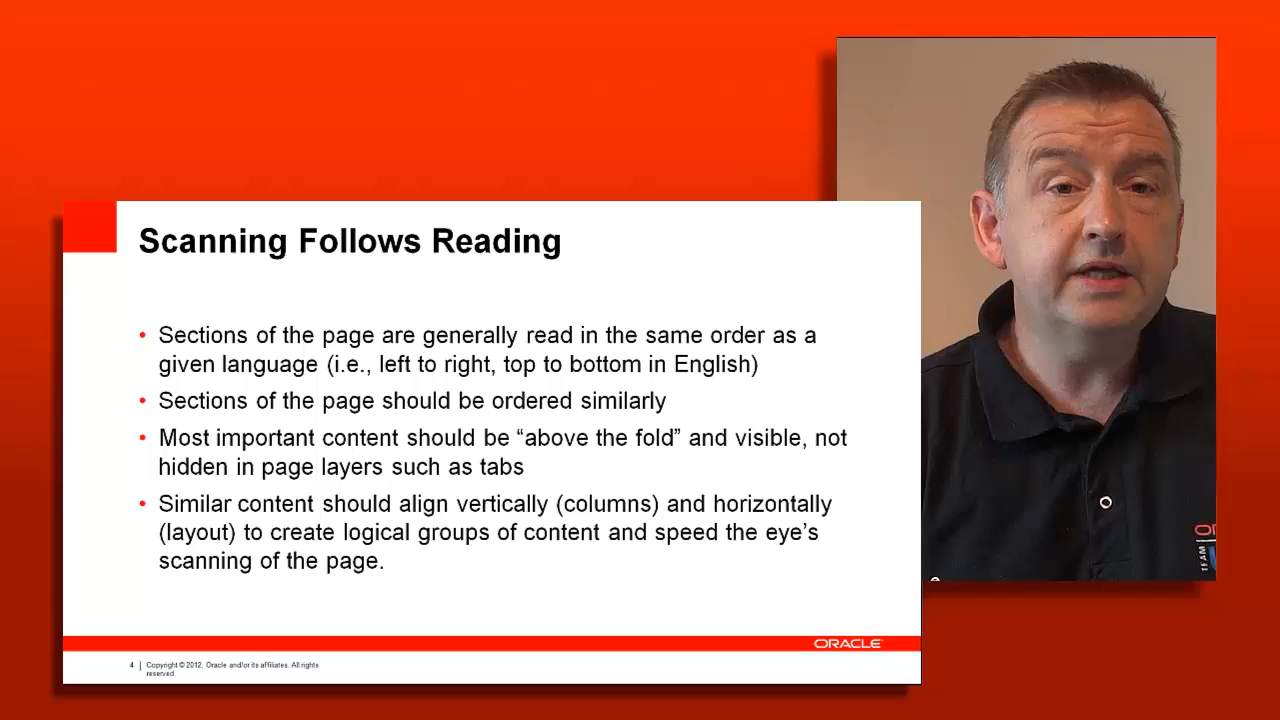 Scanning Follows Reading
• Sections of the page are generally read in the same order as a
given language (i.e., left to right, top to bottom in English)
• Sections of the page should be ordered similarly
• Most important content should be “above the fold” and visible, not
hidden in page layers such as tabs
• Similar content should align vertically (columns) and horizontally
(layout) to create logical groups of content and speed the eye’s
scanning of the page.
ORACLE
4 | Copyright © 2012, Oracle and/or its affiliates. All rights
reserved
TEAM